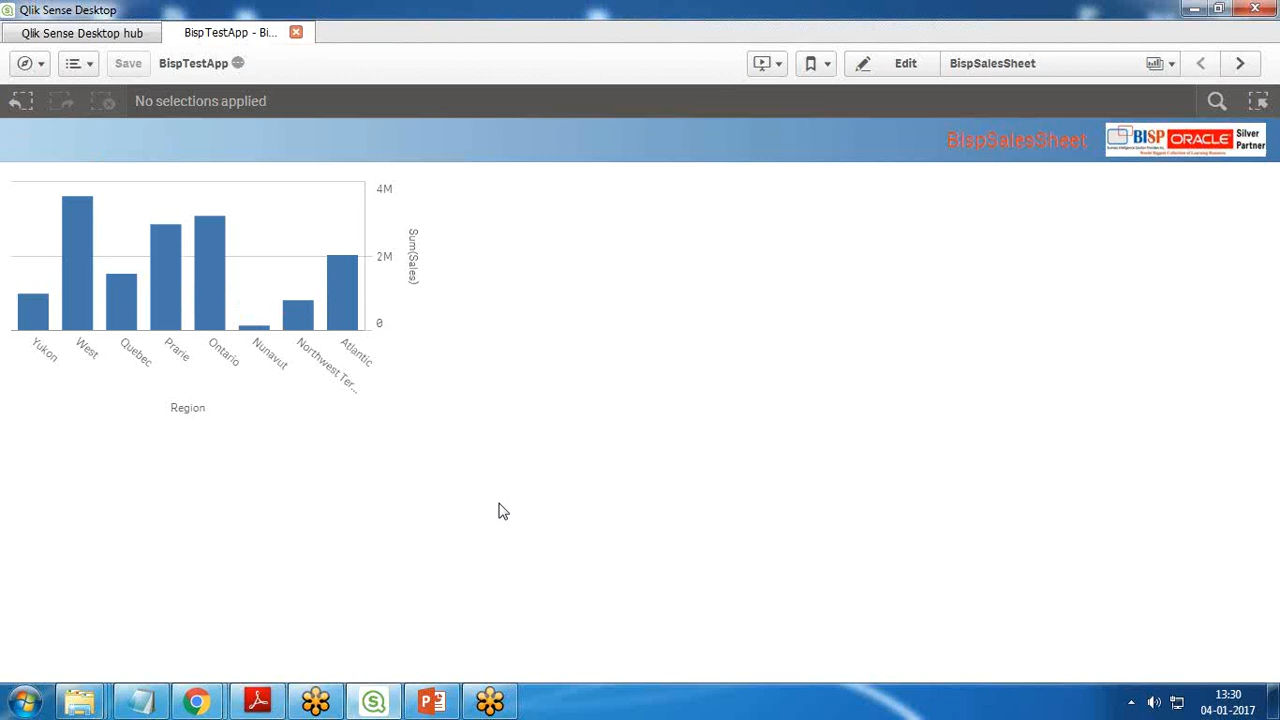 Qlik Sense Desktop
Qlik Sense Desktop hub
BispTestApp - Bi...
Save
BispTestApp
Edit
BispSalesSheet
No selections applied
BispSalesSheet
BISP
ORACLE
Silver
Partner
4M
2M
0
Sum(Sales)
Yukon
West
Quebec
Prarie
Ontario
Nunavut
Northwest Ter...
Atlantic
Region
13:30
04-01-2017